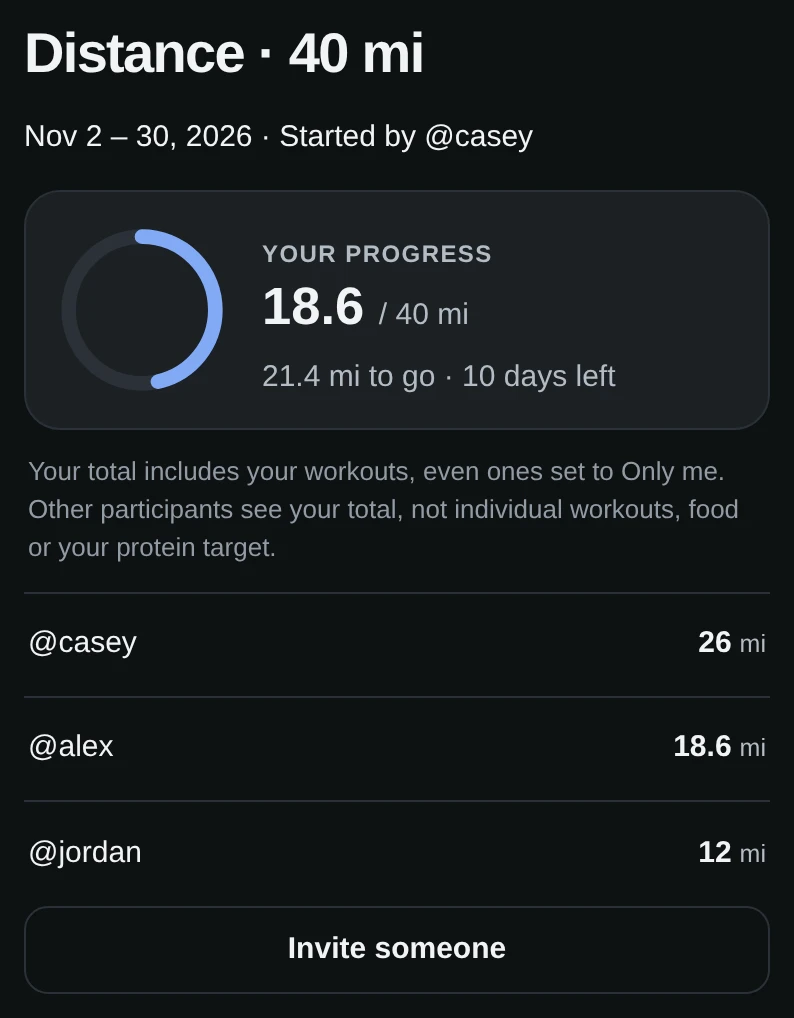 Distance · 40 mi
Nov 2 – 30, 2026 · Started by @casey
YOUR PROGRESS
18.6 / 40 mi
21.4 mi to go · 10 days left
Your total includes your workouts, even ones set to Only me.
Other participants see your total, not individual workouts, food
or your protein target.
@casey 26 mi
@alex 18.6 mi
@jordan 12 mi
Invite someone